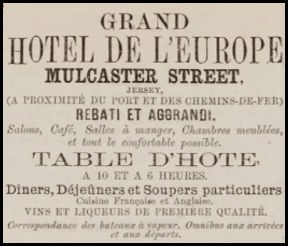 GRAND
HOTEL DE L'EUROPE
MULCASTER STREET,
JERSEY,
(A PROXIMITÉ DU PORT ET DES CHEMINS-DE-FER)
REBATI ET AGGRANDI.
Salons, Café, Salles à manger, Chambres meublées,
et tout le confortable possible.
TABLE D'HOTE,
A 10 ET A 6 HEURES.
Diners, Déjeûners et Soupers particuliers
Cuisine Française et Anglaise.
VINS ET LIQUEURS DE PREMIÈRE QUALITÉ.
Correspondance des bateaux à vapeur. Omnibus aux arrivées
et aux départs.